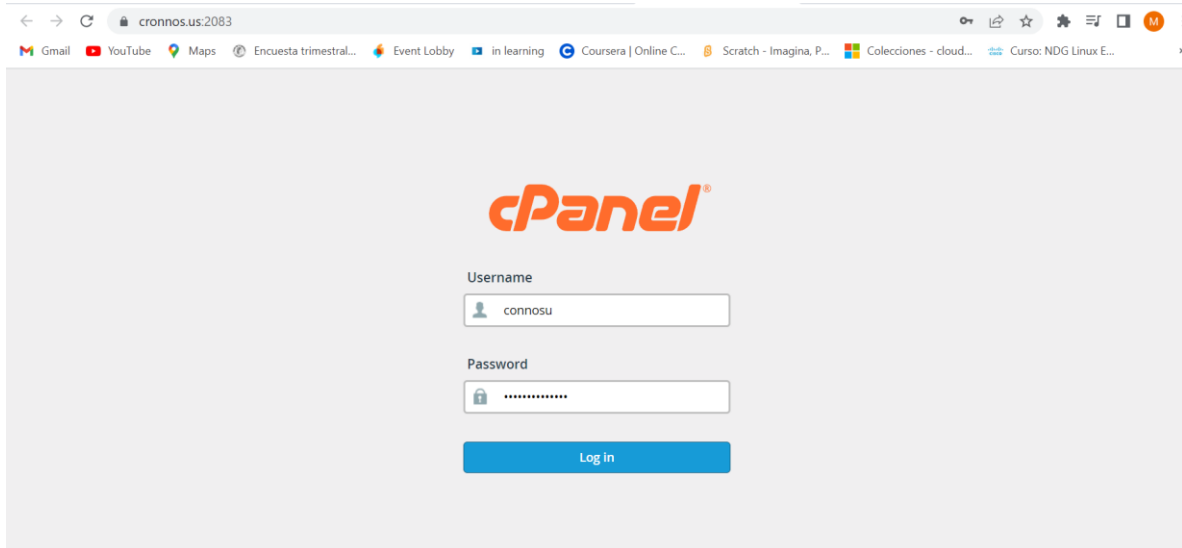 cronnos.us:2083
M
Gmail YouTube Maps Encuesta trimestral... Event Lobby in learning Coursera | Online C... Scratch - Imagina, P... Colecciones - cloud... Curso: NDG Linux E...
cPanel®
Username
connosu
Password
••••••••••••••
Log in